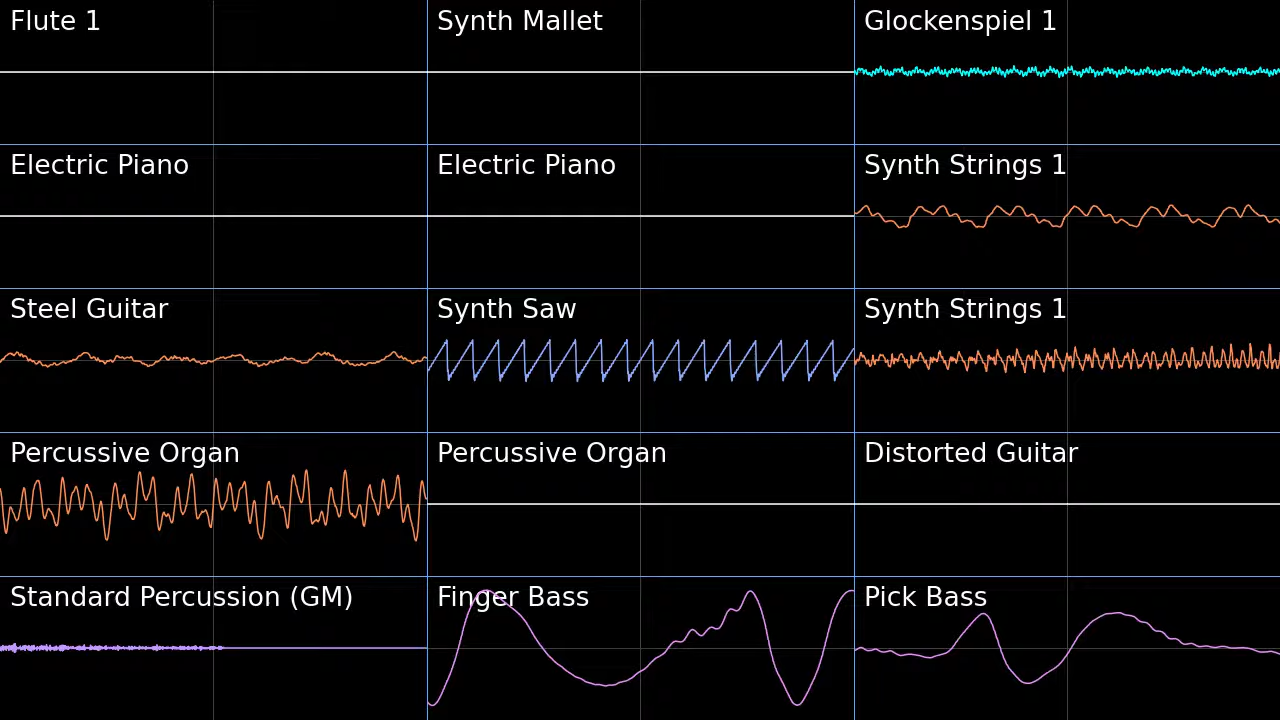 Flute 1
Synth Mallet
Glockenspiel 1
Electric Piano
Electric Piano
Synth Strings 1
Steel Guitar
Synth Saw
Synth Strings 1
Percussive Organ
Percussive Organ
Distorted Guitar
Standard Percussion (GM)
Finger Bass
Pick Bass